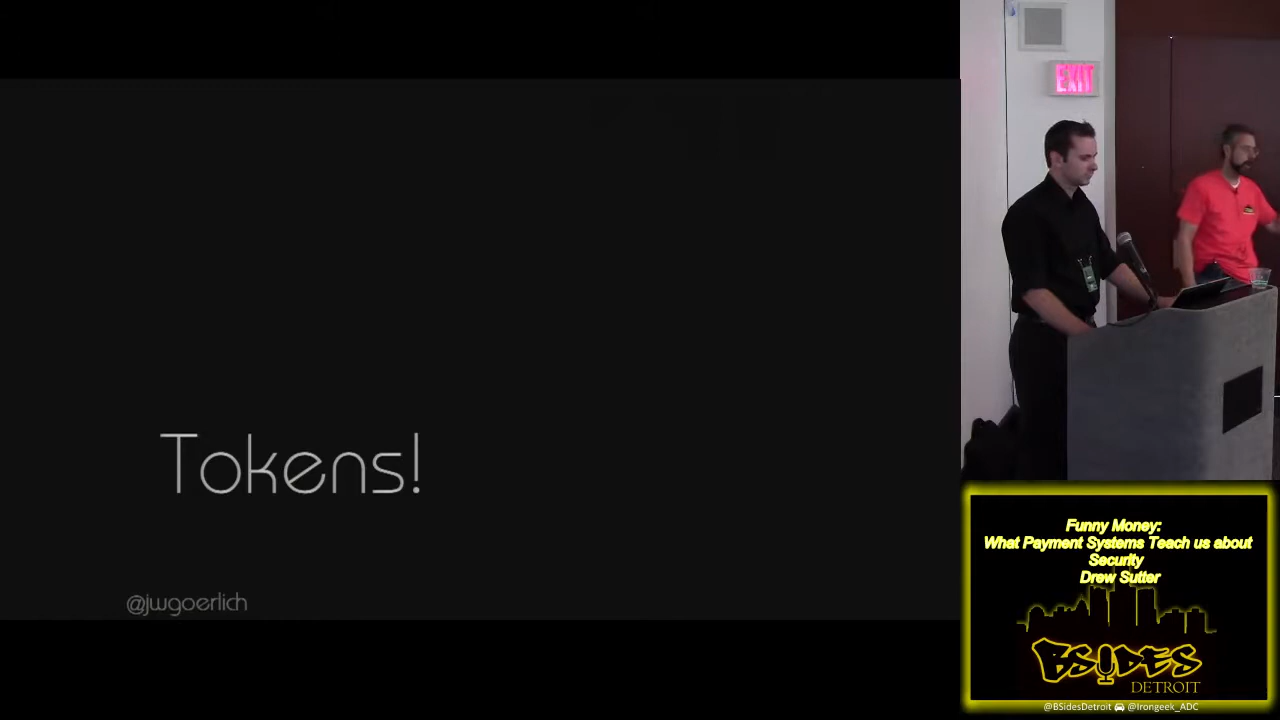 Tokens!
@jwgoerlich
EXIT
Funny Money:
What Payment Systems Teach us about
Security
Drew Sutter
BSIDES
DETROIT
@BSidesDetroit @Irongeek_ADC